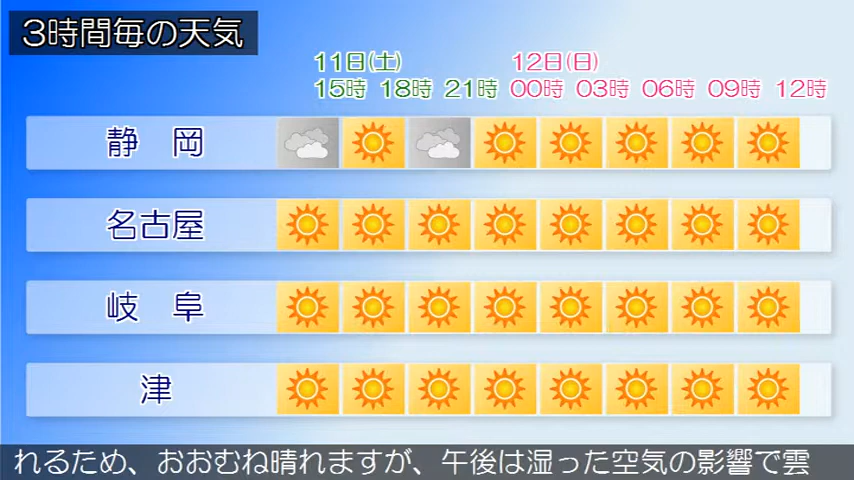 3時間毎の天気
11日(土) 12日(日)
15時 18時 21時 00時 03時 06時 09時 12時
静 岡
名古屋
岐 阜
津
れるため、おおむね晴れますが、午後は湿った空気の影響で雲